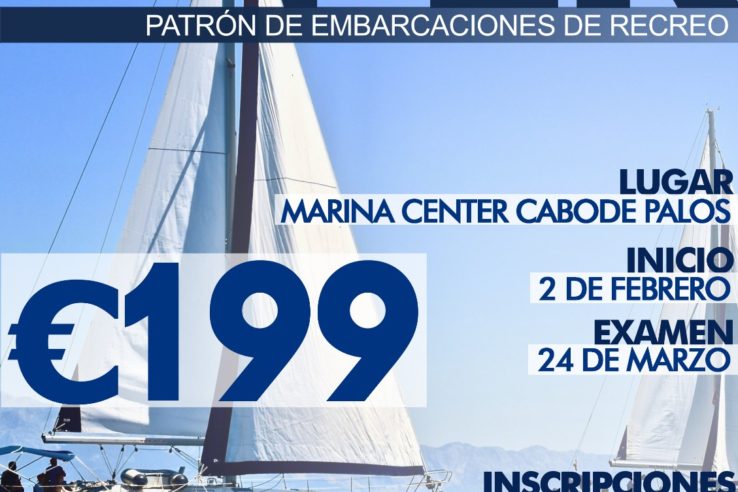 PATRÓN DE EMBARCACIONES DE RECREO
LUGAR
MARINA CENTER CABODE PALOS
€199
INICIO
2 DE FEBRERO
EXAMEN
24 DE MARZO
INSCRIPCIONES